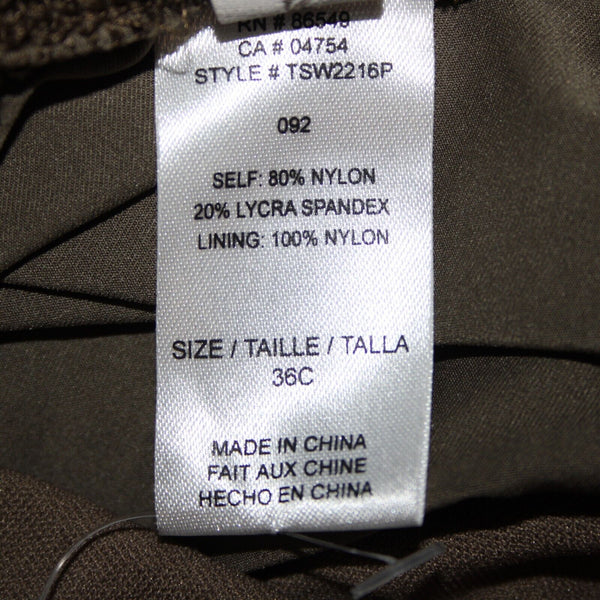 RN # 86549
CA # 04754
STYLE # TSW2216P
092
SELF: 80% NYLON
20% LYCRA SPANDEX
LINING: 100% NYLON
SIZE / TAILLE / TALLA
36C
MADE IN CHINA
FAIT AUX CHINE
HECHO EN CHINA